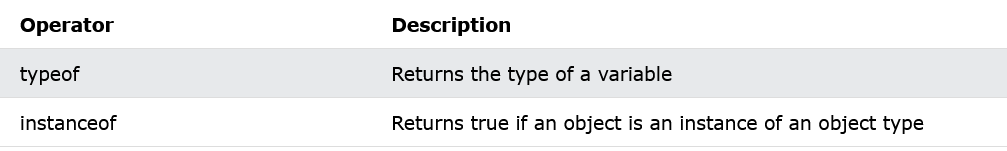 Operator Description
typeof Returns the type of a variable
instanceof Returns true if an object is an instance of an object type